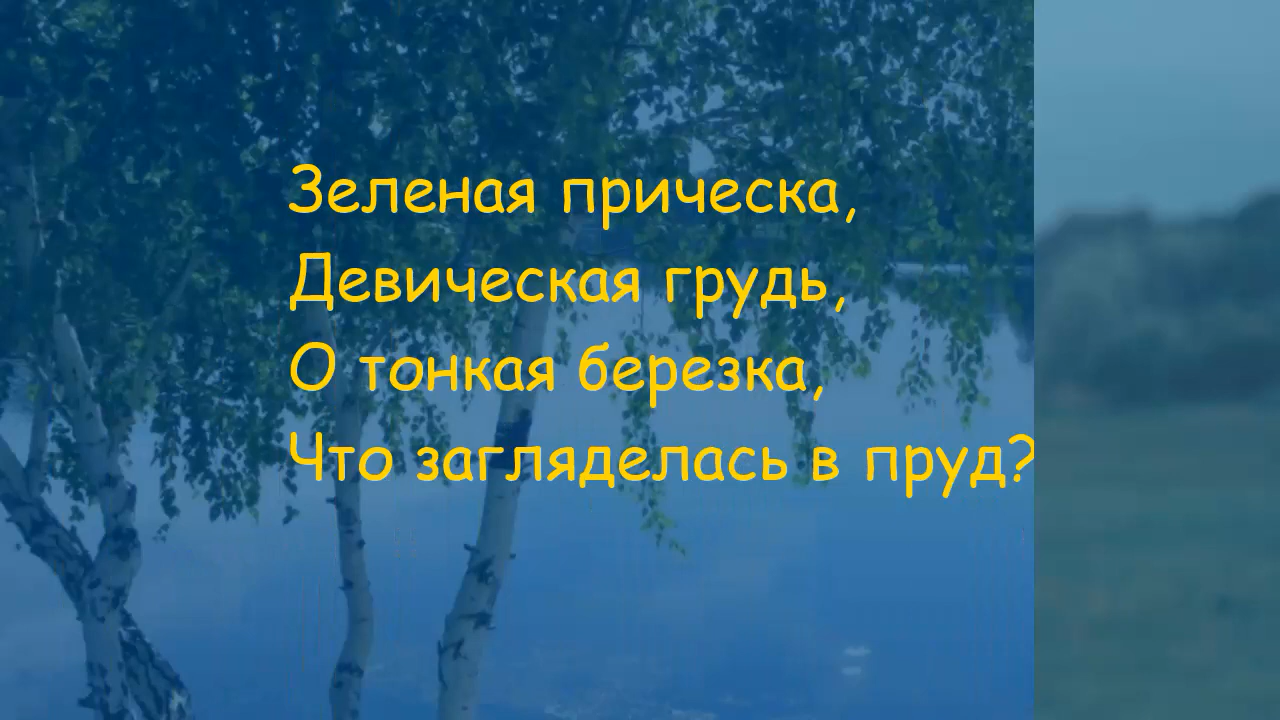 Зеленая прическа,
Девическая грудь,
О тонкая березка,
Что загляделась в пруд?